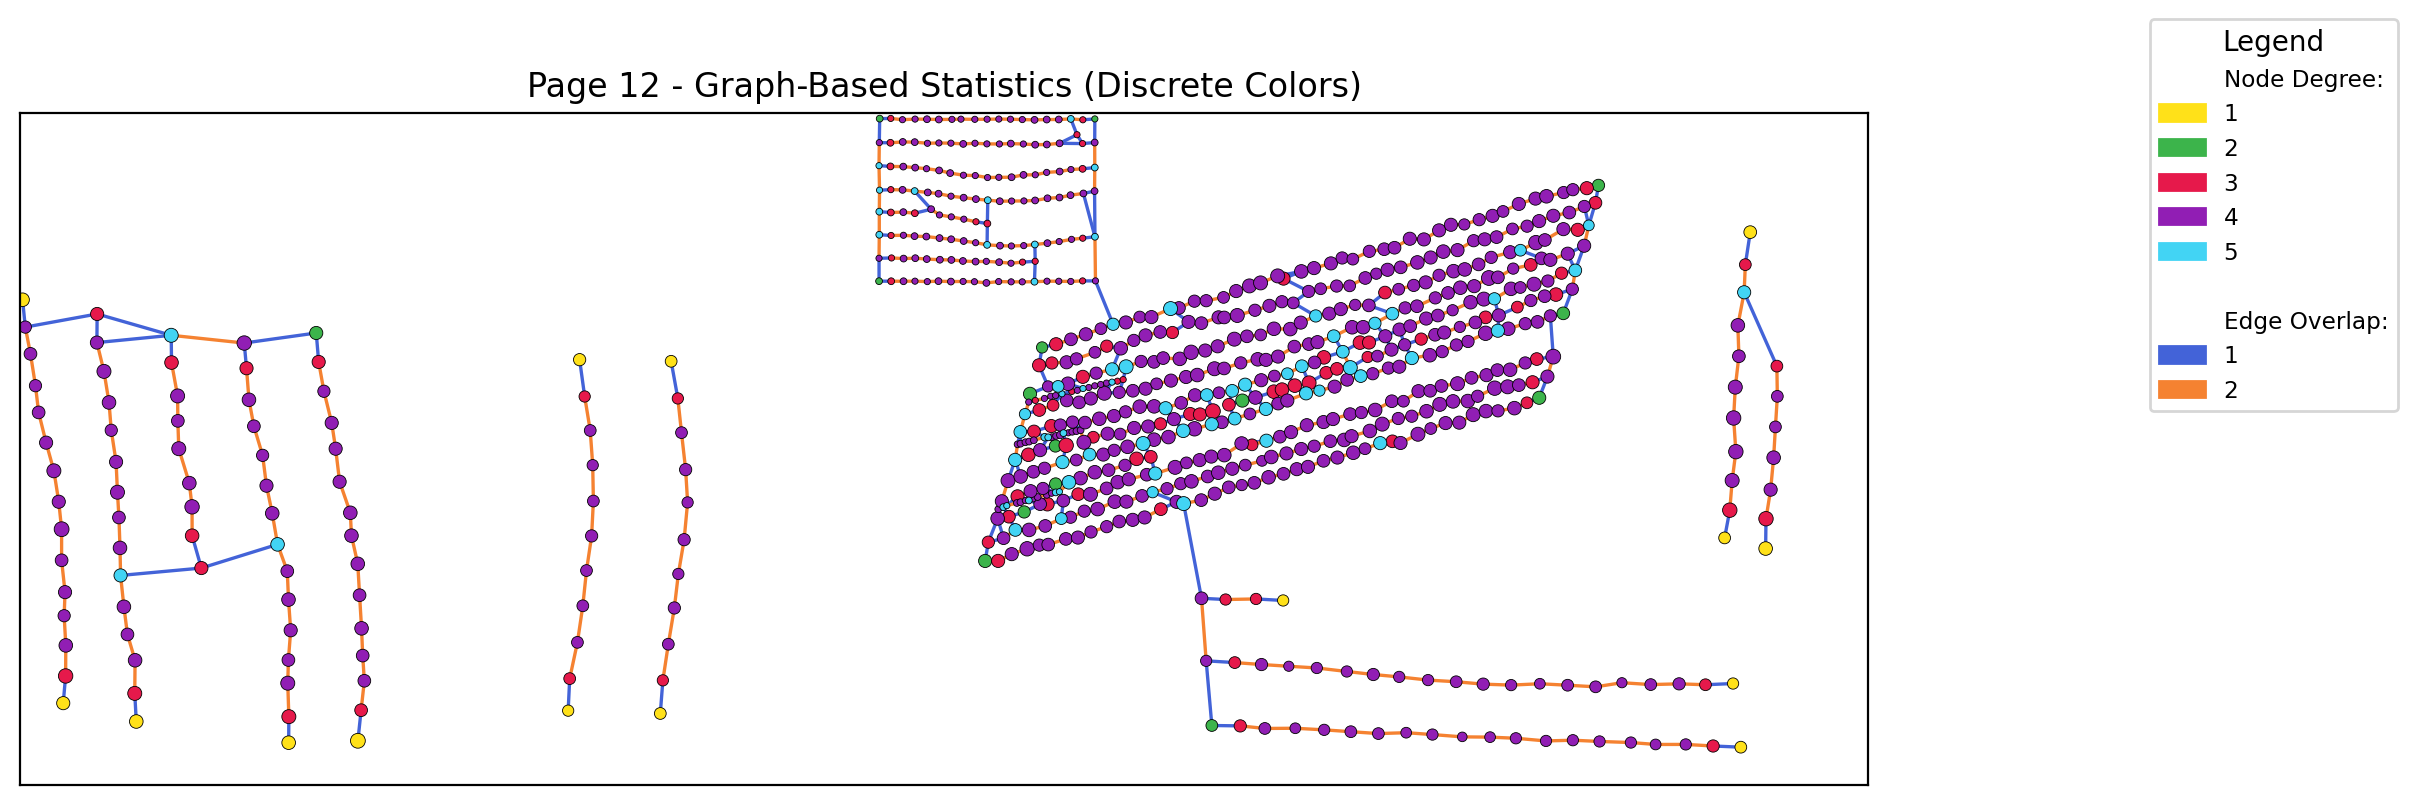 Page 12 - Graph-Based Statistics (Discrete Colors)
Legend
Node Degree:
1
2
3
4
5
Edge Overlap:
1
2